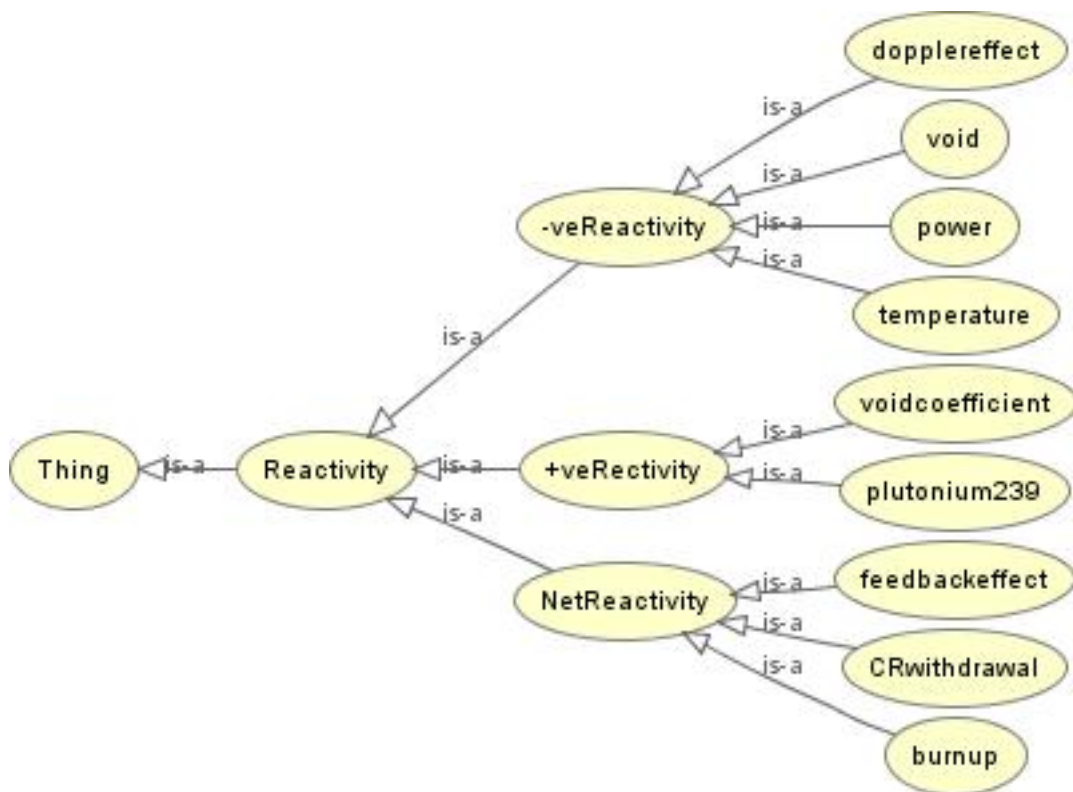 dopplereffect
is-a
void
is-a
-veReactivity
is-a
power
is-a
temperature
is-a
voidcoefficient
is-a
Thing
is-a
Reactivity
is-a
+veRectivity
is-a
plutonium239
is-a
feedbackeffect
is-a
NetReactivity
is-a
CRwithdrawal
is-a
burnup